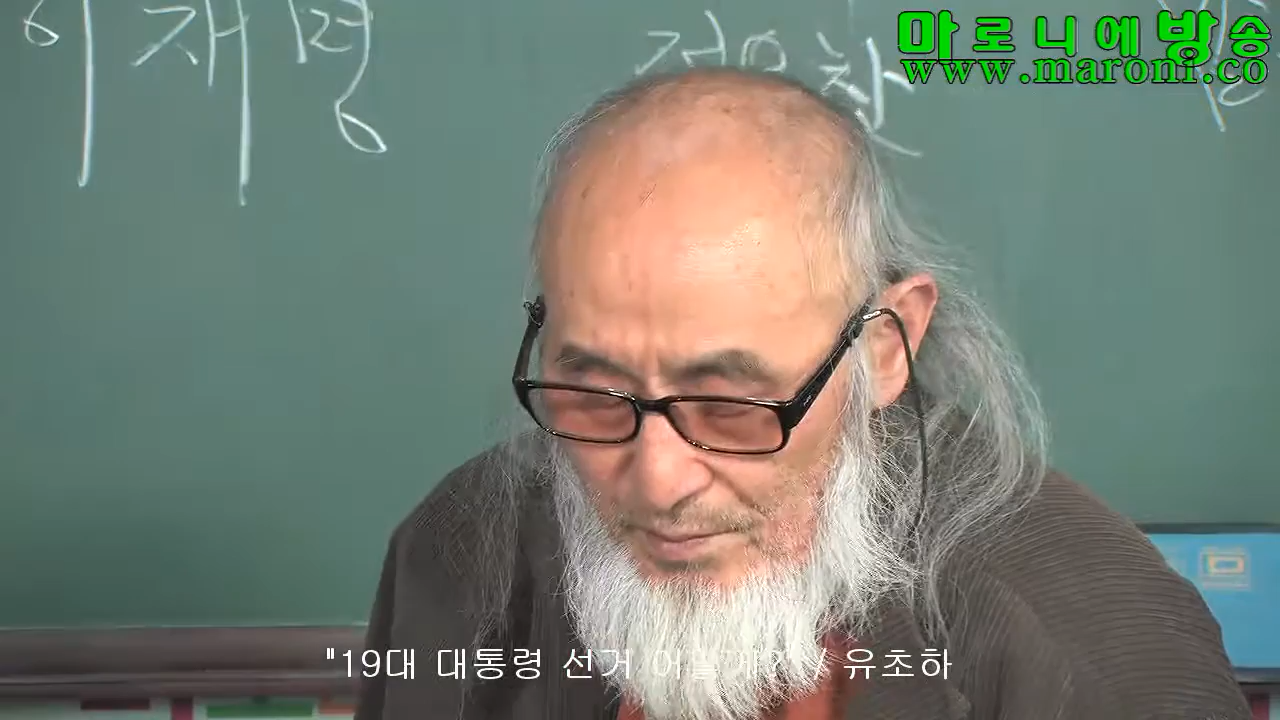 이재명
마로니에방송
www.maroni.co
"19대 대통령 선거 어떻게?" / 유초하